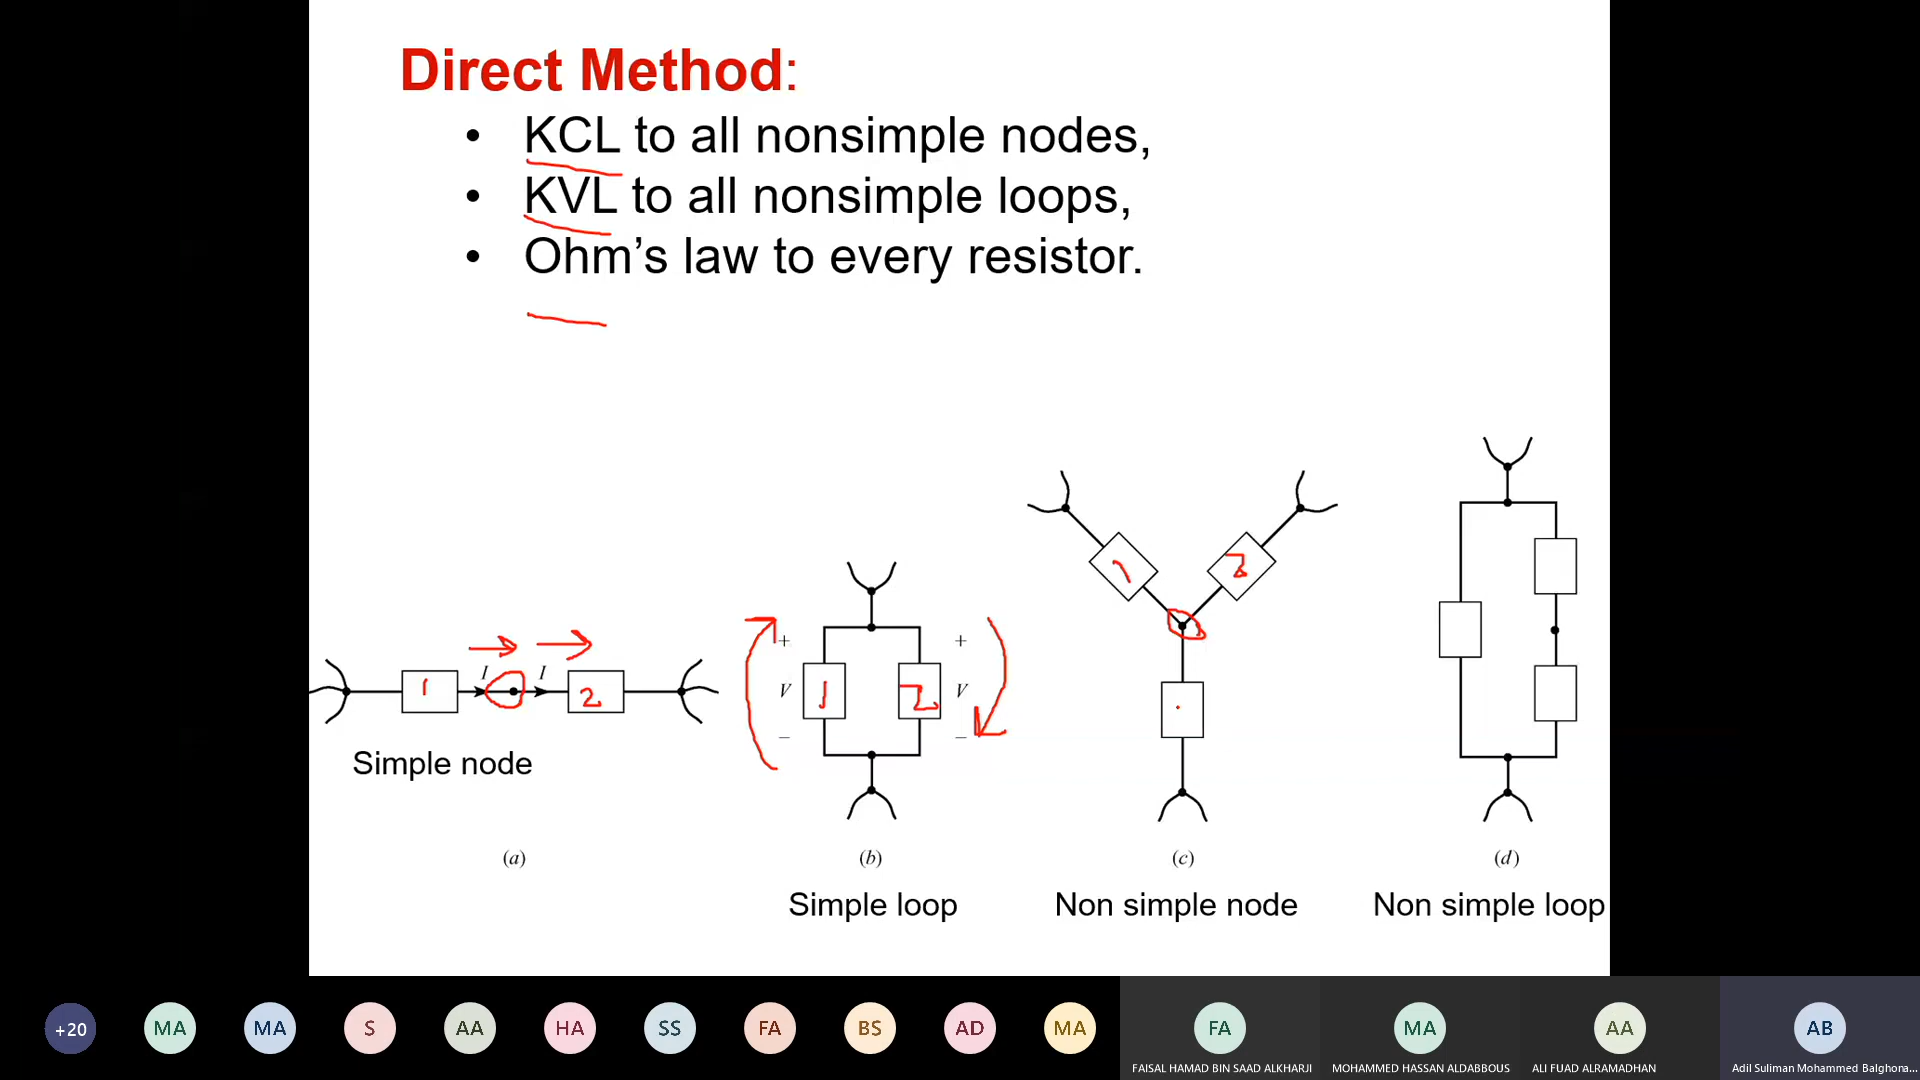 Direct Method:
• KCL to all nonsimple nodes,
• KVL to all nonsimple loops,
• Ohm’s law to every resistor.
I I
1 2
Simple node
(a)
+ +
V 1 2 V
– –
(b)
Simple loop
1 2
(c)
Non simple node
(d)
Non simple loop
+20 MA MA S AA HA SS FA BS AD MA FA MA AA AB
FAISAL HAMAD BIN SAAD ALKHARJI MOHAMMED HASSAN ALDABBOUS ALI FUAD ALRAMADHAN Adil Suliman Mohammed Balghona...